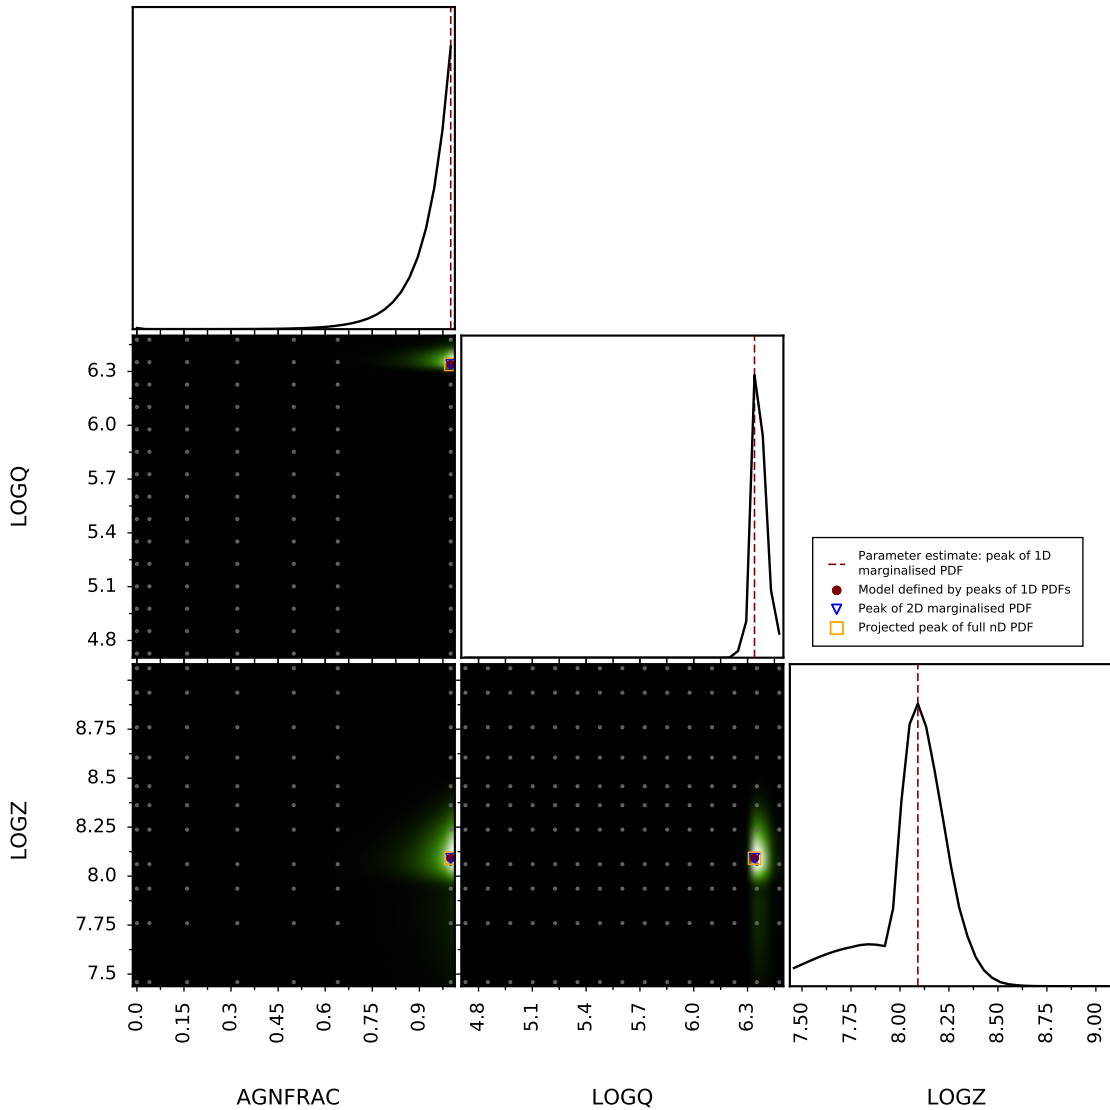 6.3
6.0
5.7
5.4
5.1
4.8
LOGQ
Parameter estimate: peak of 1D
marginalised PDF
Model defined by peaks of 1D PDFs
Peak of 2D marginalised PDF
Projected peak of full nD PDF
8.75
8.5
8.25
8.0
7.75
7.5
LOGZ
0.0 0.15 0.3 0.45 0.6 0.75 0.9
4.8 5.1 5.4 5.7 6.0 6.3
7.50 7.75 8.00 8.25 8.50 8.75 9.00
AGNFRAC LOGQ LOGZ